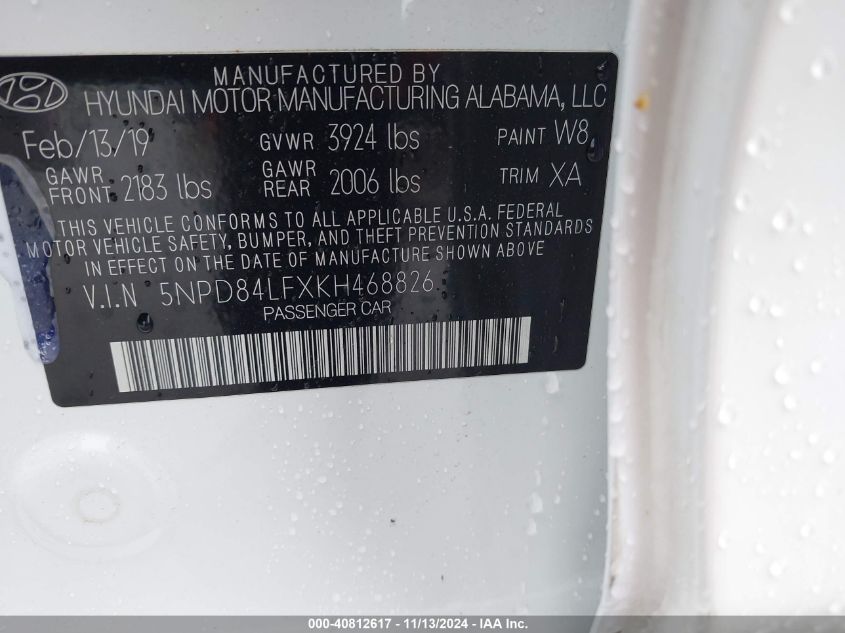 MANUFACTURED BY
HYUNDAI MOTOR MANUFACTURING ALABAMA, LLC
Feb/13/19 GVWR 3924 lbs PAINT W8
GAWR FRONT 2183 lbs GAWR REAR 2006 lbs TRIM XA
THIS VEHICLE CONFORMS TO ALL APPLICABLE U.S.A. FEDERAL
MOTOR VEHICLE SAFETY, BUMPER, AND THEFT PREVENTION STANDARDS
IN EFFECT ON THE DATE OF MANUFACTURE SHOWN ABOVE
V.I.N 5NPD84LFXKH468826
PASSENGER CAR
000-40812617 - 11/13/2024 - IAA Inc.